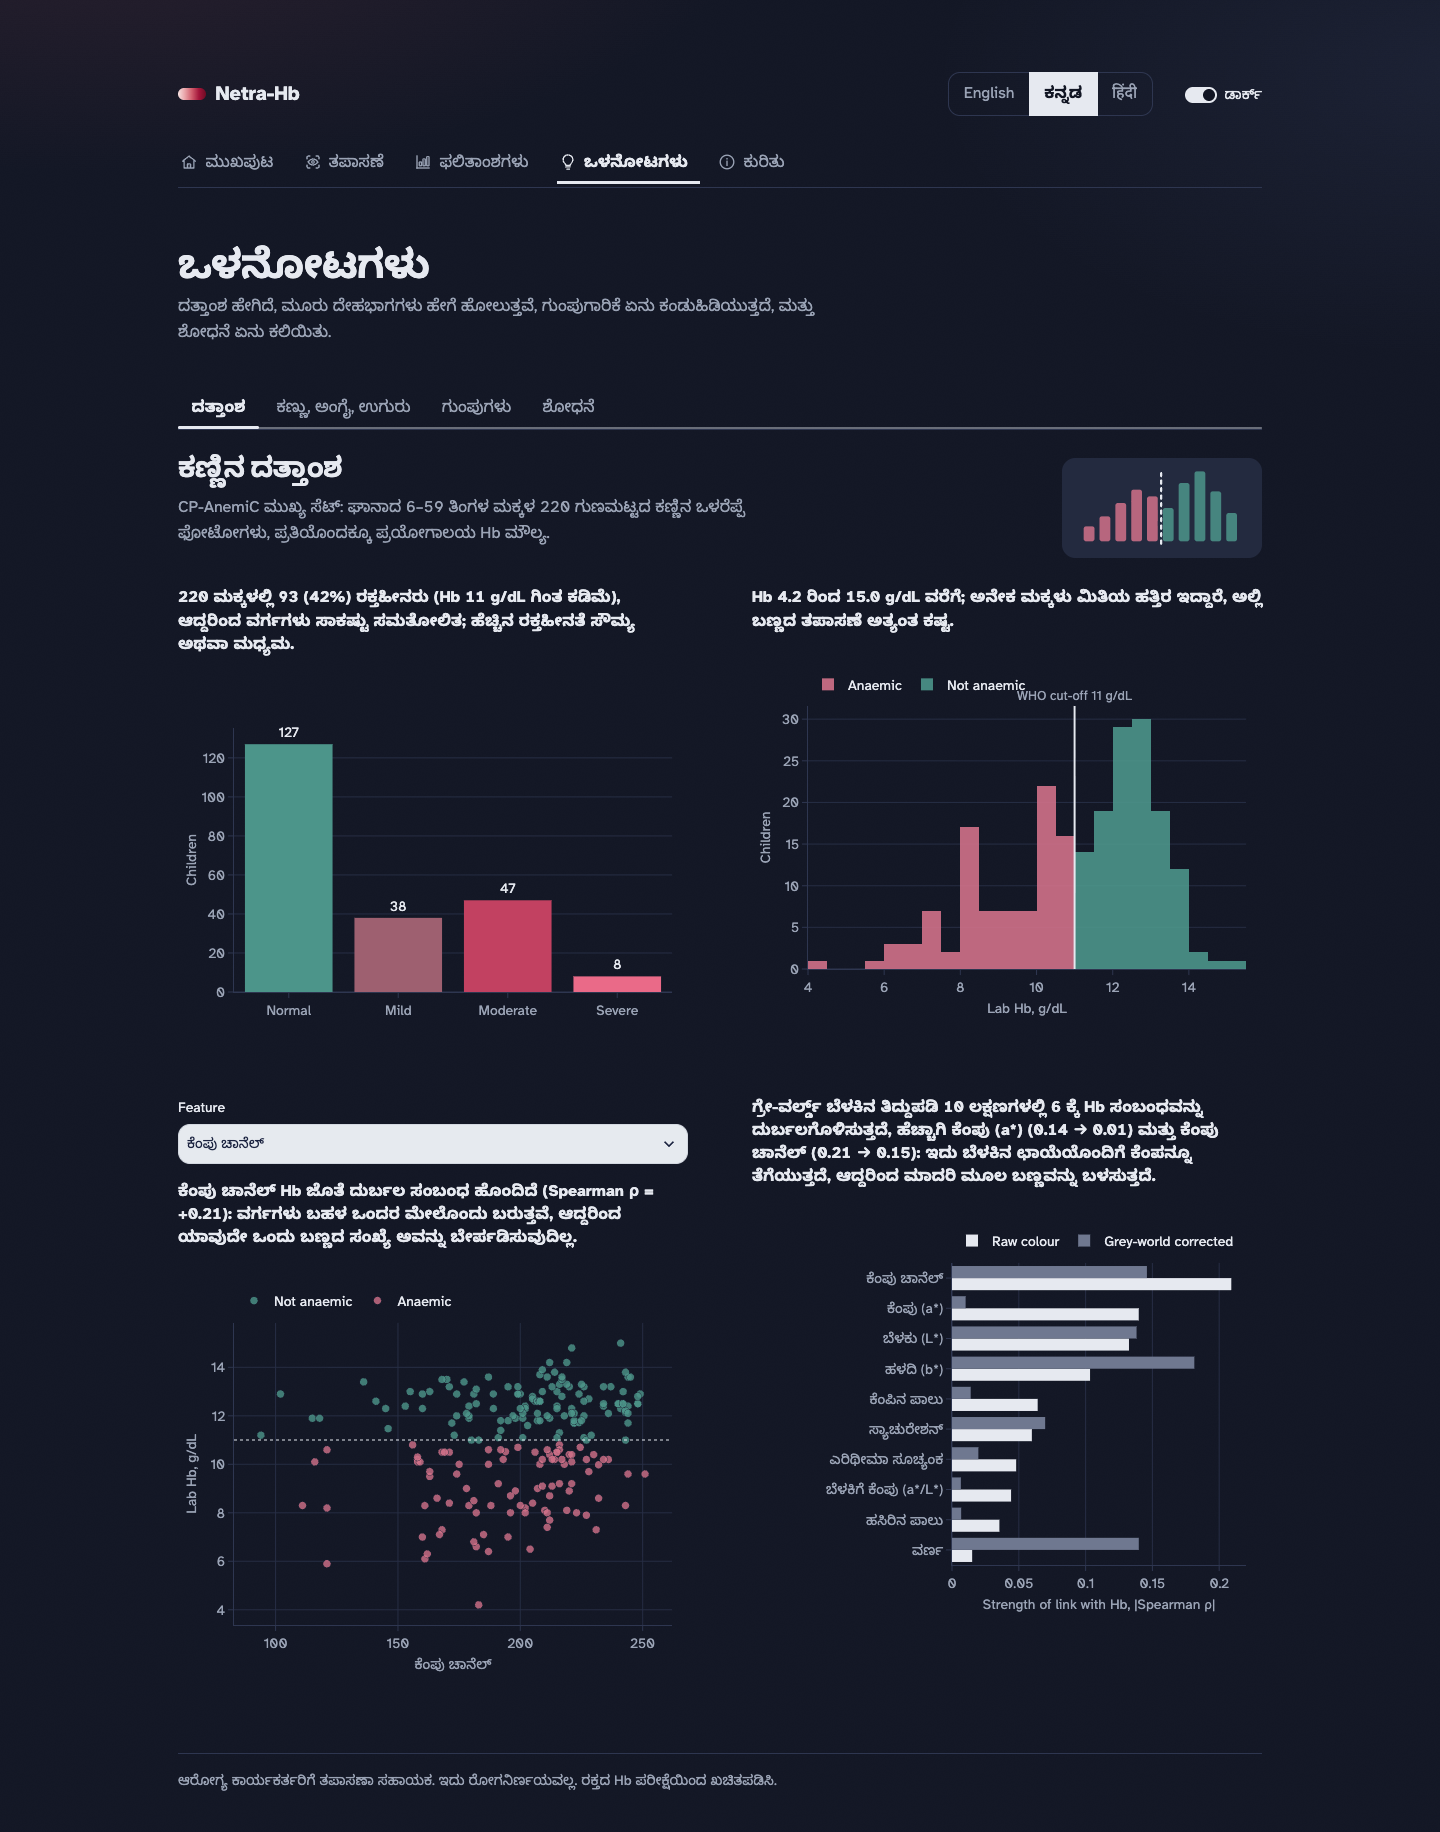 Netra-Hb
English ಕನ್ನಡ हिंदी ಡಾರ್ಕ್
ಮುಖಪುಟ ತಪಾಸಣೆ ಫಲಿತಾಂಶಗಳು ಒಳನೋಟಗಳು ಕುರಿತು
ಒಳನೋಟಗಳು
ದತ್ತಾಂಶ ಹೇಗಿದೆ, ಮೂರು ದೇಹಭಾಗಗಳು ಹೇಗೆ ಹೋಲುತ್ತವೆ, ಗುಂಪುಗಾರಿಕೆ ಏನು ಕಂಡುಹಿಡಿಯುತ್ತದೆ, ಮತ್ತು
ಶೋಧನೆ ಏನು ಕಲಿಯಿತು.
ದತ್ತಾಂಶ ಕಣ್ಣು, ಅಂಗೈ, ಉಗುರು ಗುಂಪುಗಳು ಶೋಧನೆ
ಕಣ್ಣಿನ ದತ್ತಾಂಶ
CP-AnemiC ಮುಖ್ಯ ಸೆಟ್: ಘಾನಾದ 6–59 ತಿಂಗಳ ಮಕ್ಕಳ 220 ಗುಣಮಟ್ಟದ ಕಣ್ಣಿನ ಒಳರೆಪ್ಪೆ
ಫೋಟೋಗಳು, ಪ್ರತಿಯೊಂದಕ್ಕೂ ಪ್ರಯೋಗಾಲಯ Hb ಮೌಲ್ಯ.
220 ಮಕ್ಕಳಲ್ಲಿ 93 (42%) ರಕ್ತಹೀನರು (Hb 11 g/dL ಗಿಂತ ಕಡಿಮೆ),
ಆದ್ದರಿಂದ ವರ್ಗಗಳು ಸಾಕಷ್ಟು ಸಮತೋಲಿತ; ಹೆಚ್ಚಿನ ರಕ್ತಹೀನತೆ ಸೌಮ್ಯ
ಅಥವಾ ಮಧ್ಯಮ.
127
120
100
80
60
40
20
0
38
47
8
Children
Normal Mild Moderate Severe
Hb 4.2 ರಿಂದ 15.0 g/dL ವರೆಗೆ; ಅನೇಕ ಮಕ್ಕಳು ಮಿತಿಯ ಹತ್ತಿರ ಇದ್ದಾರೆ, ಅಲ್ಲಿ
ಬಣ್ಣದ ತಪಾಸಣೆ ಅತ್ಯಂತ ಕಷ್ಟ.
Anaemic Not anaemic
WHO cut-off 11 g/dL
30
25
20
15
10
5
0
Children
4 6 8 10 12 14
Lab Hb, g/dL
Feature
ಕೆಂಪು ಚಾನೆಲ್
ಕೆಂಪು ಚಾನೆಲ್ Hb ಜೊತೆ ದುರ್ಬಲ ಸಂಬಂಧ ಹೊಂದಿದೆ (Spearman ρ =
+0.21): ವರ್ಗಗಳು ಬಹಳ ಒಂದರ ಮೇಲೊಂದು ಬರುತ್ತವೆ, ಆದ್ದರಿಂದ
ಯಾವುದೇ ಒಂದು ಬಣ್ಣದ ಸಂಖ್ಯೆ ಅವನ್ನು ಬೇರ್ಪಡಿಸುವುದಿಲ್ಲ.
Not anaemic Anaemic
14
12
10
8
6
4
Lab Hb, g/dL
100 150 200 250
ಕೆಂಪು ಚಾನೆಲ್
ಗ್ರೇ-ವರ್ಲ್ಡ್ ಬೆಳಕಿನ ತಿದ್ದುಪಡಿ 10 ಲಕ್ಷಣಗಳಲ್ಲಿ 6 ಕ್ಕೆ Hb ಸಂಬಂಧವನ್ನು
ದುರ್ಬಲಗೊಳಿಸುತ್ತದೆ, ಹೆಚ್ಚಾಗಿ ಕೆಂಪು (a*) (0.14 → 0.01) ಮತ್ತು ಕೆಂಪು
ಚಾನೆಲ್ (0.21 → 0.15): ಇದು ಬೆಳಕಿನ ಛಾಯೆಯೊಂದಿಗೆ ಕೆಂಪನ್ನೂ
ತೆಗೆಯುತ್ತದೆ, ಆದ್ದರಿಂದ ಮಾದರಿ ಮೂಲ ಬಣ್ಣವನ್ನು ಬಳಸುತ್ತದೆ.
Raw colour Grey-world corrected
ಕೆಂಪು ಚಾನೆಲ್
ಕೆಂಪು (a*)
ಬೆಳಕು (L*)
ಹಳದಿ (b*)
ಕೆಂಪಿನ ಪಾಲು
ಸ್ಯಾಚುರೇಶನ್
ಎರಿಥೀಮಾ ಸೂಚ್ಯಂಕ
ಬೆಳಕಿಗೆ ಕೆಂಪು (a*/L*)
ಹಸಿರಿನ ಪಾಲು
ವರ್ಣ
0 0.05 0.1 0.15 0.2
Strength of link with Hb, |Spearman ρ|
ಆರೋಗ್ಯ ಕಾರ್ಯಕರ್ತರಿಗೆ ತಪಾಸಣಾ ಸಹಾಯಕ. ಇದು ರೋಗನಿರ್ಣಯವಲ್ಲ. ರಕ್ತದ Hb ಪರೀಕ್ಷೆಯಿಂದ ಖಚಿತಪಡಿಸಿ.